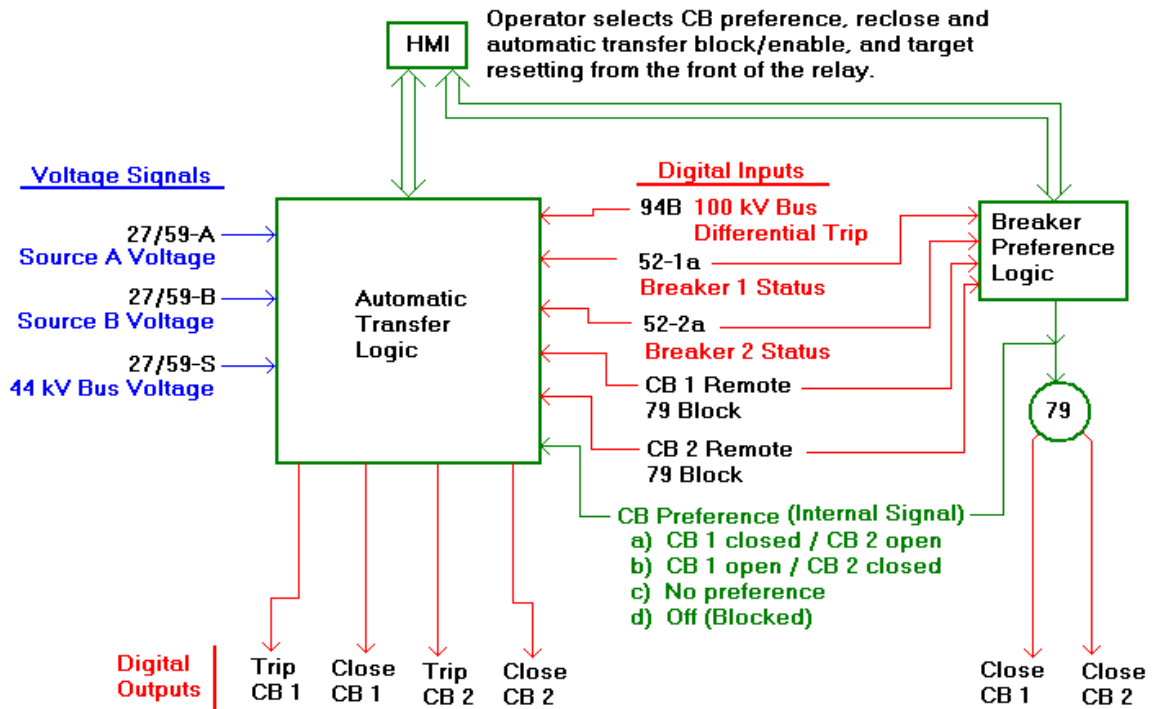 HMI
Operator selects CB preference, reclose and
automatic transfer block/enable, and target
resetting from the front of the relay.
Voltage Signals
27/59-A
Source A Voltage
27/59-B
Source B Voltage
27/59-S
44 kV Bus Voltage
Automatic
Transfer
Logic
Digital Inputs
94B 100 kV Bus
Differential Trip
52-1a
Breaker 1 Status
52-2a
Breaker 2 Status
CB 1 Remote
79 Block
CB 2 Remote
79 Block
CB Preference (Internal Signal)
a) CB 1 closed / CB 2 open
b) CB 1 open / CB 2 closed
c) No preference
d) Off (Blocked)
Breaker
Preference
Logic
79
Digital
Outputs
Trip
CB 1
Close
CB 1
Trip
CB 2
Close
CB 2
Close
CB 1
Close
CB 2